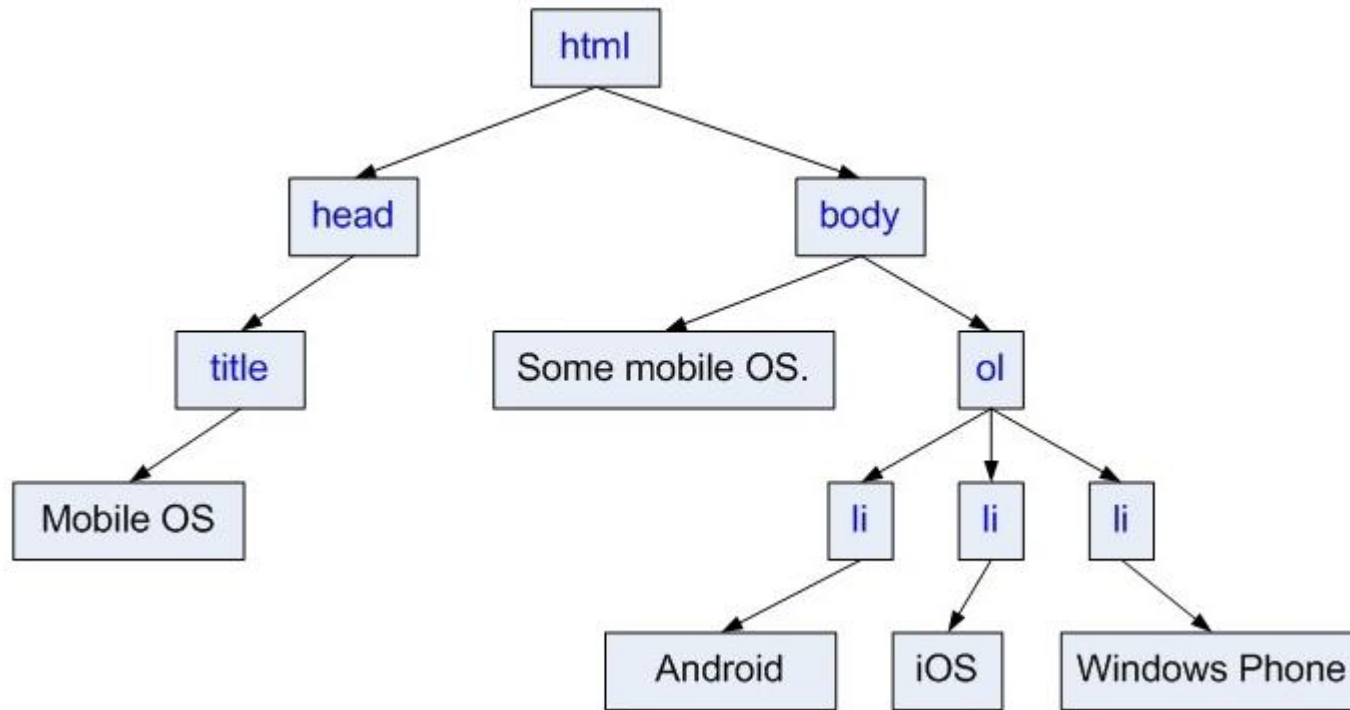 html
head
body
title
Some mobile OS.
ol
Mobile OS
li
li
li
Android
iOS
Windows Phone